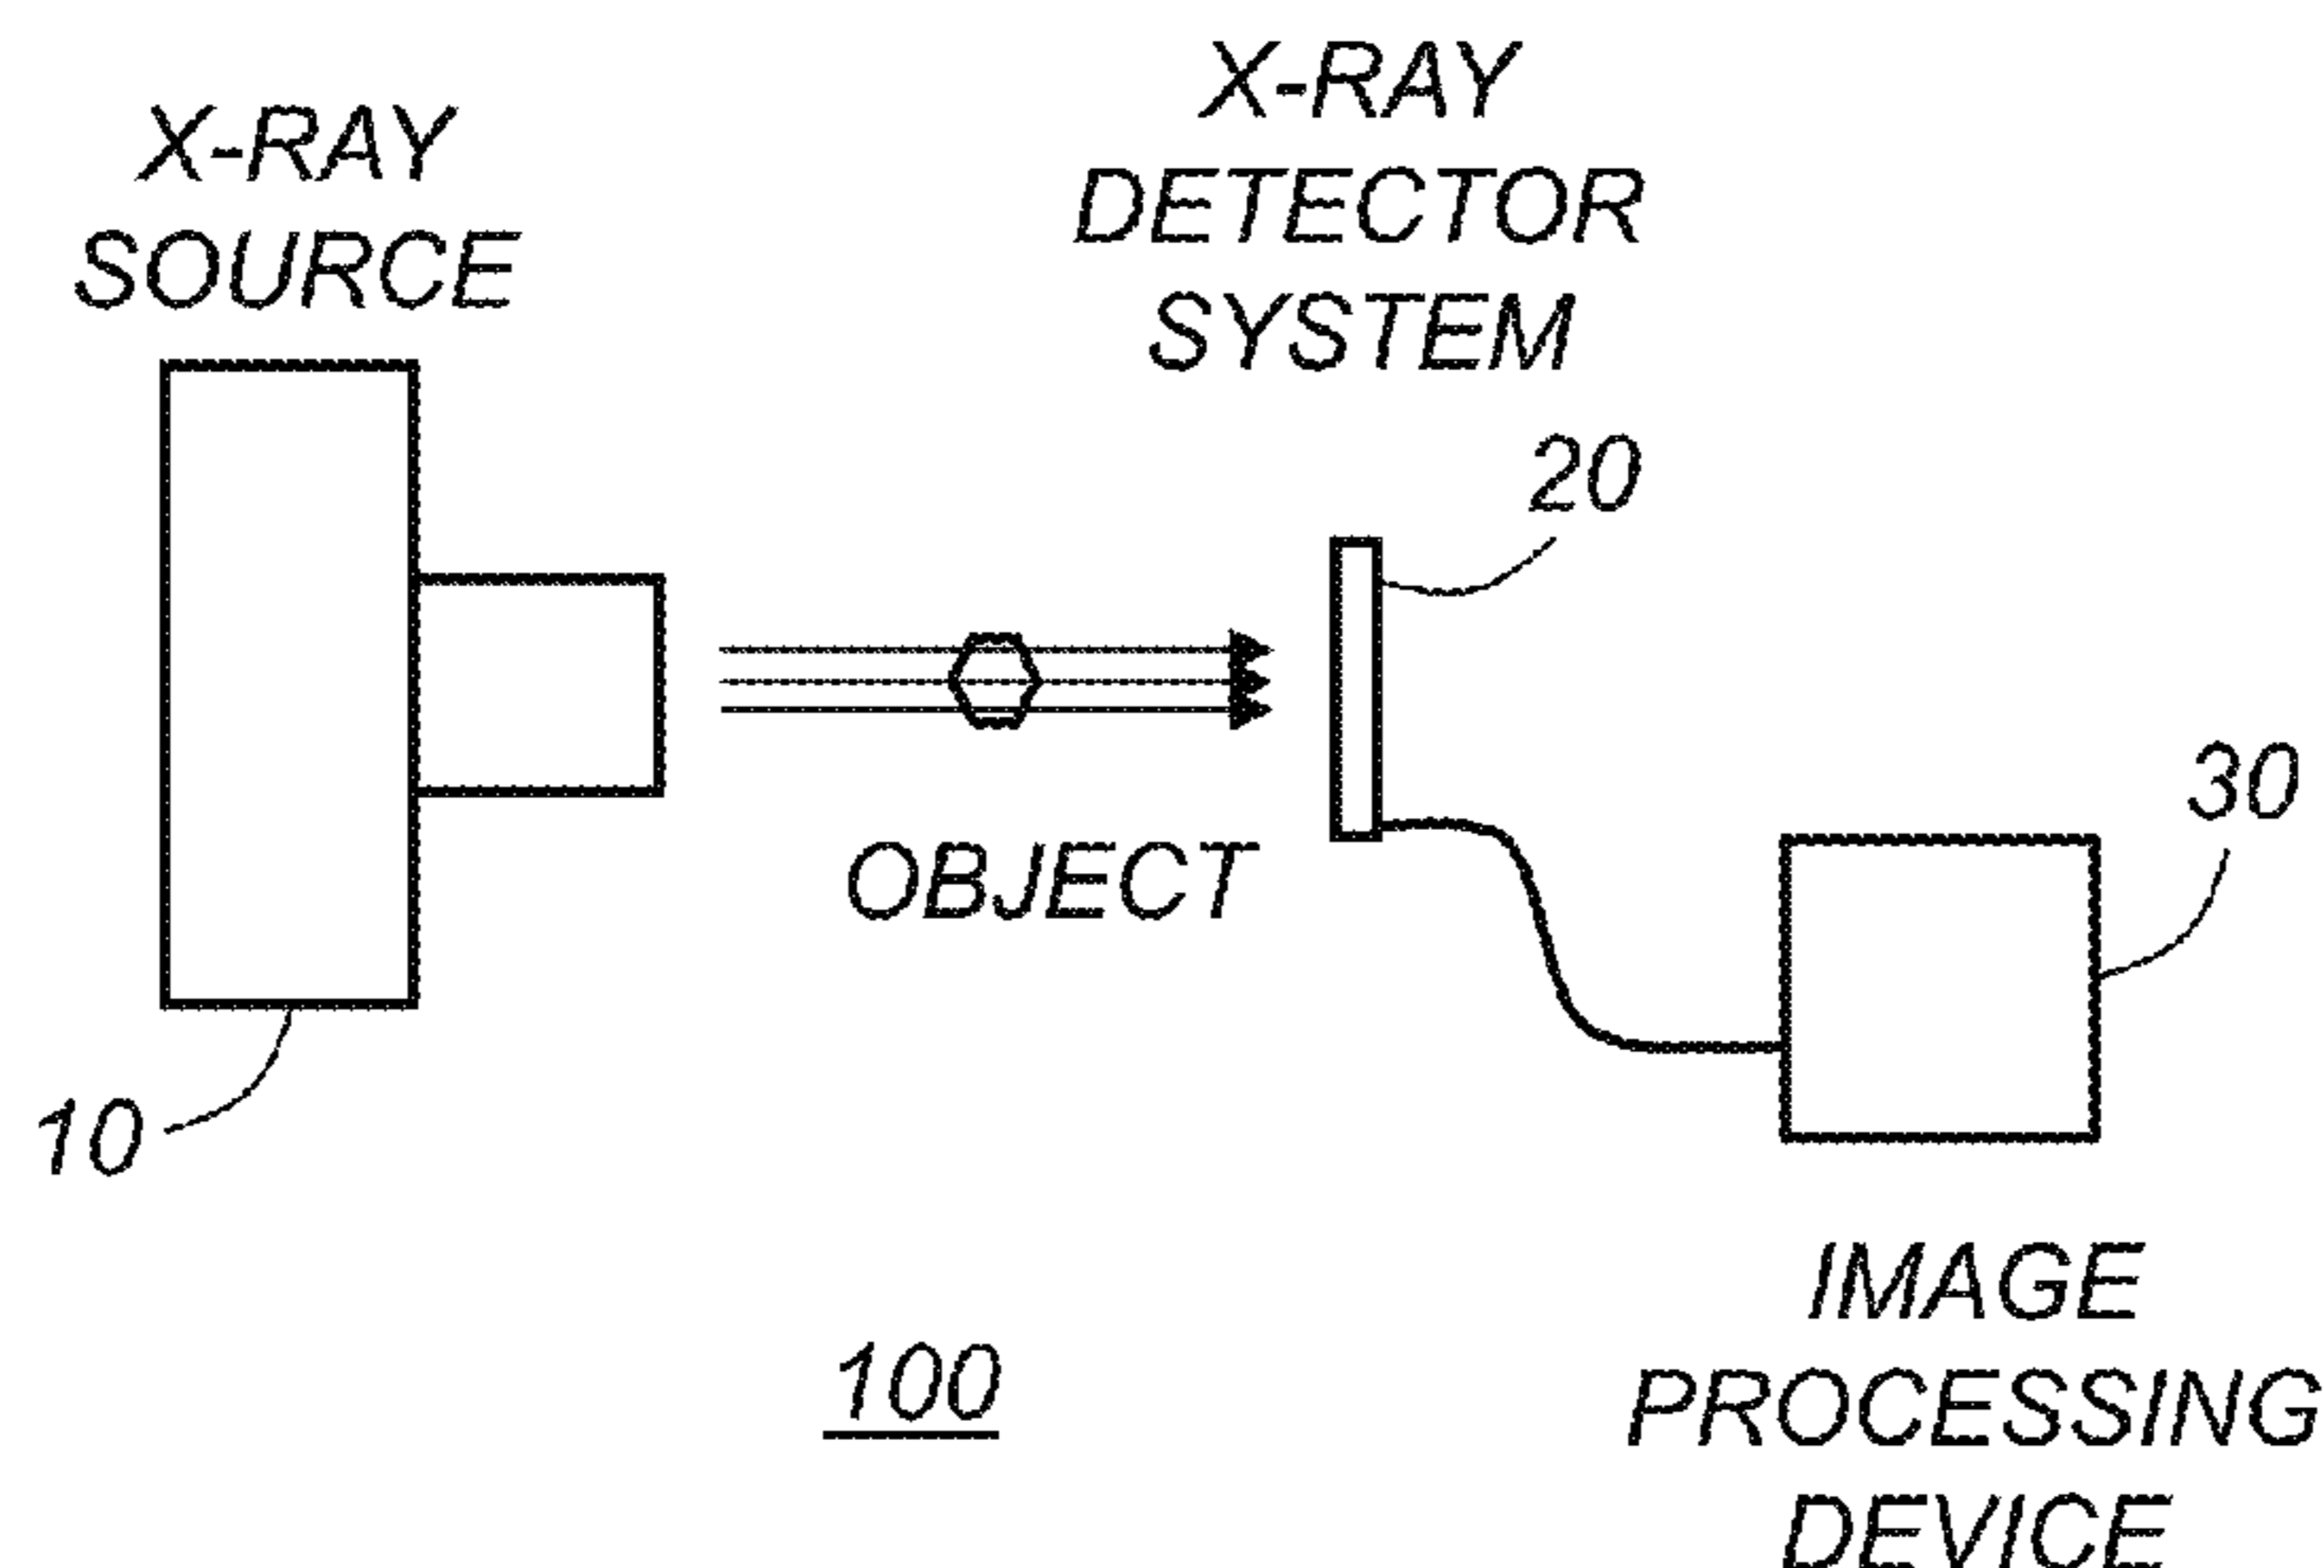 X-RAY
SOURCE
X-RAY
DETECTOR
SYSTEM
20
30
OBJECT
10
100
IMAGE
PROCESSING
DEVICE